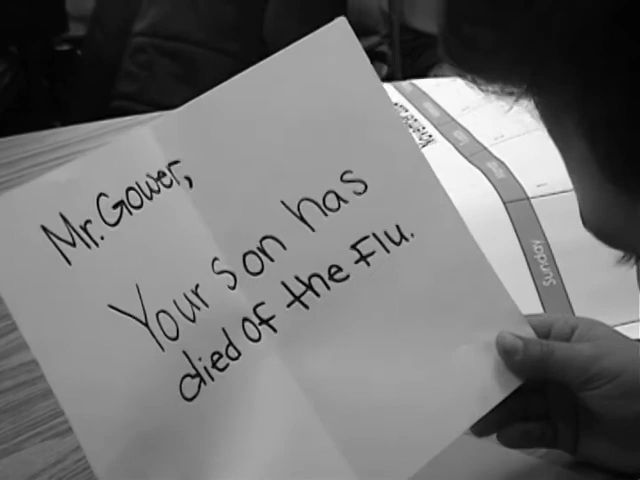 Mr. Gower,
Your son has
died of the Flu.
Sunday